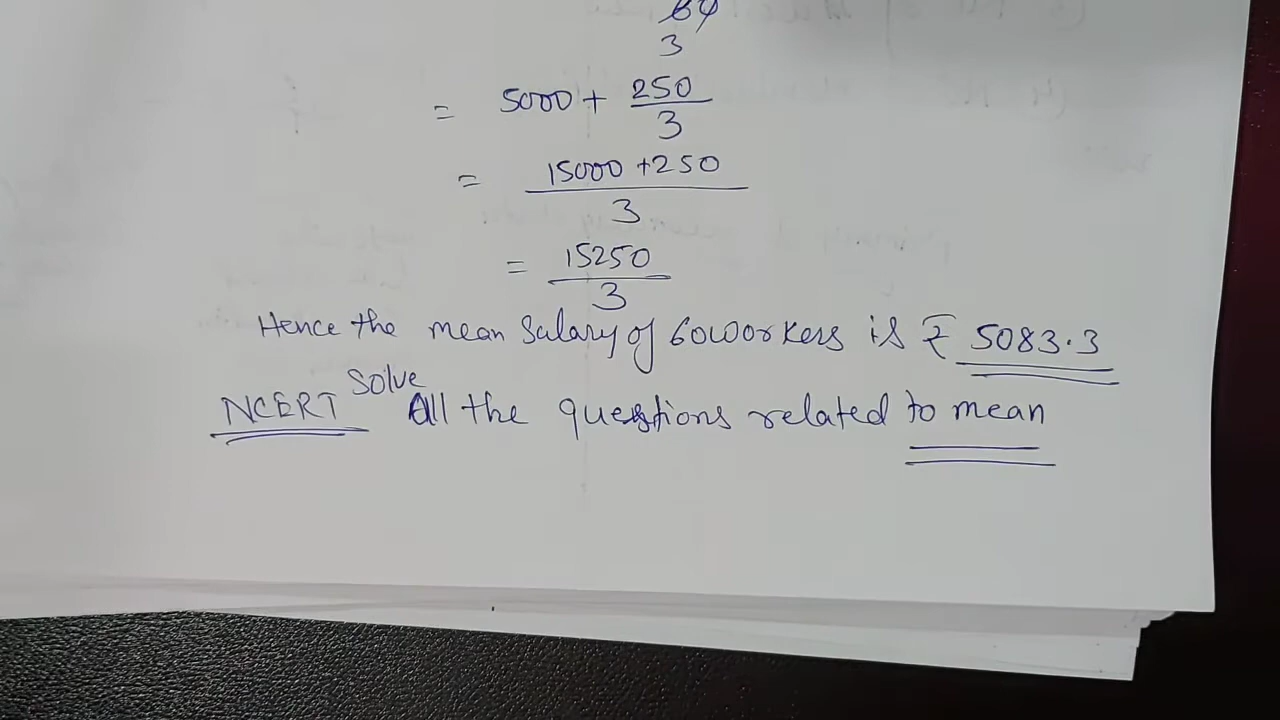 3
= 5000 + 250/3
= 15000 + 250/3
= 15250/3
Hence the mean salary of 60 workers is ₹ 5083.3
NCERT Solve All the questions related to mean